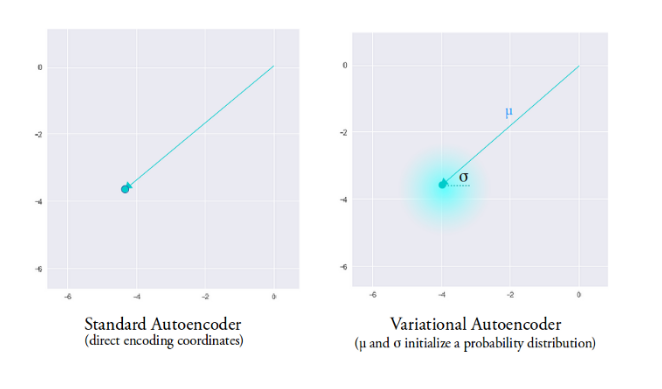 0
-2
-4
-6
-6 -4 -2 0
Standard Autoencoder
(direct encoding coordinates)
0
-2
-4
-6
μ
σ
-6 -4 -2 0
Variational Autoencoder
(μ and σ initialize a probability distribution)